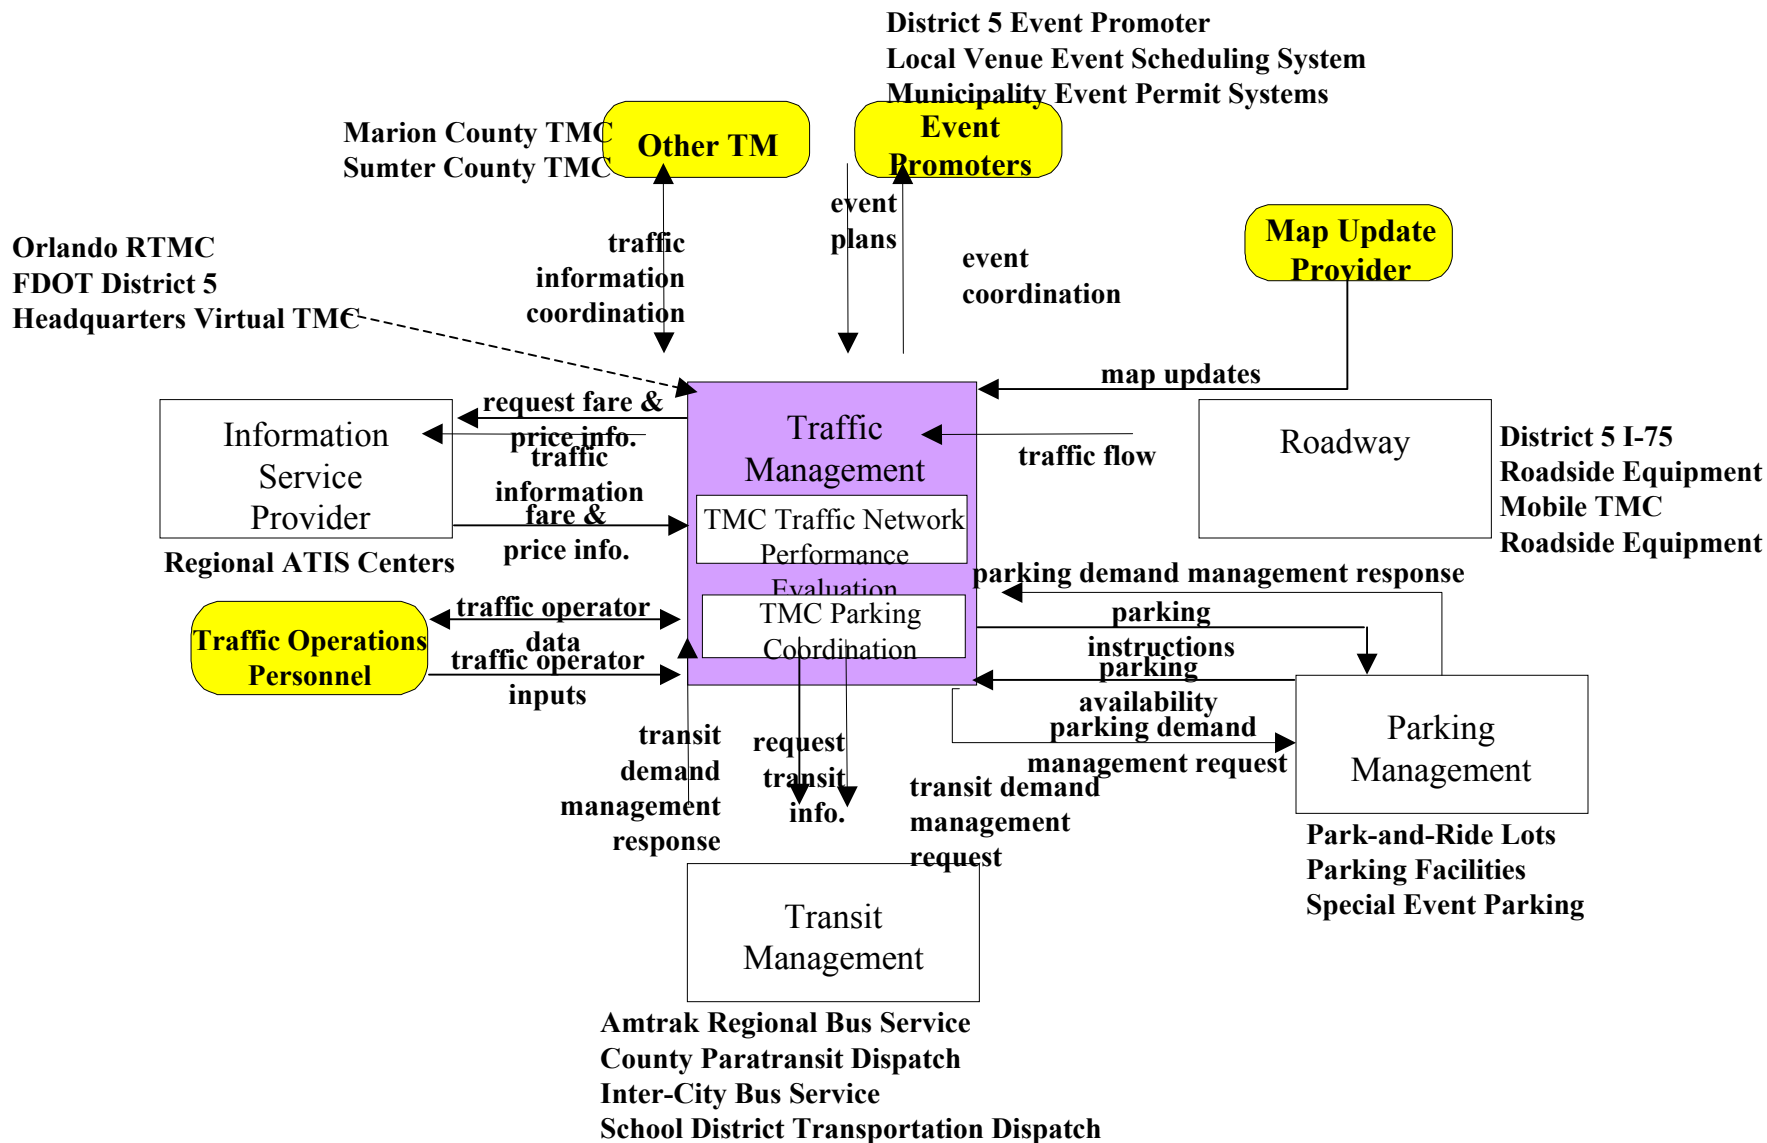 District 5 Event Promoter
Local Venue Event Scheduling System
Municipality Event Permit Systems
Marion County TMC
Sumter County TMC
Other TM
Event
Promoters
event
plans
event
coordination
traffic
information
coordination
Map Update
Provider
Orlando RTMC
FDOT District 5
Headquarters Virtual TMC
map updates
request fare &
price info.
traffic
information
fare &
price info.
Information
Service
Provider
Regional ATIS Centers
Traffic
Management
TMC Traffic Network
Performance
Evaluation
TMC Parking
Coordination
traffic flow
Roadway
District 5 I-75
Roadside Equipment
Mobile TMC
Roadside Equipment
Traffic Operations
Personnel
traffic operator
data
traffic operator
inputs
parking demand management response
parking
instructions
parking
availability
parking demand
management request
Parking
Management
Park-and-Ride Lots
Parking Facilities
Special Event Parking
transit
demand
management
response
request
transit
info.
transit demand
management
request
Transit
Management
Amtrak Regional Bus Service
County Paratransit Dispatch
Inter-City Bus Service
School District Transportation Dispatch